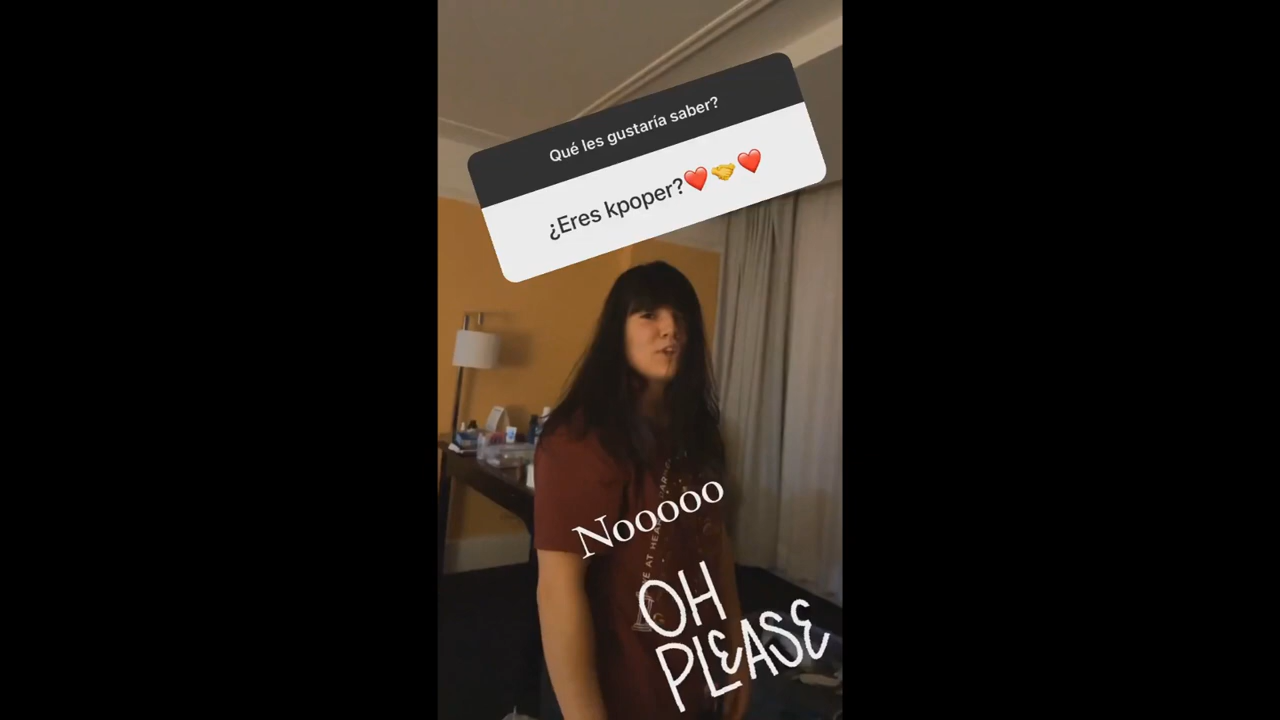 Qué les gustaría saber?
¿Eres kpoper?❤️🤝❤️
Nooooo
OH
PLEASE